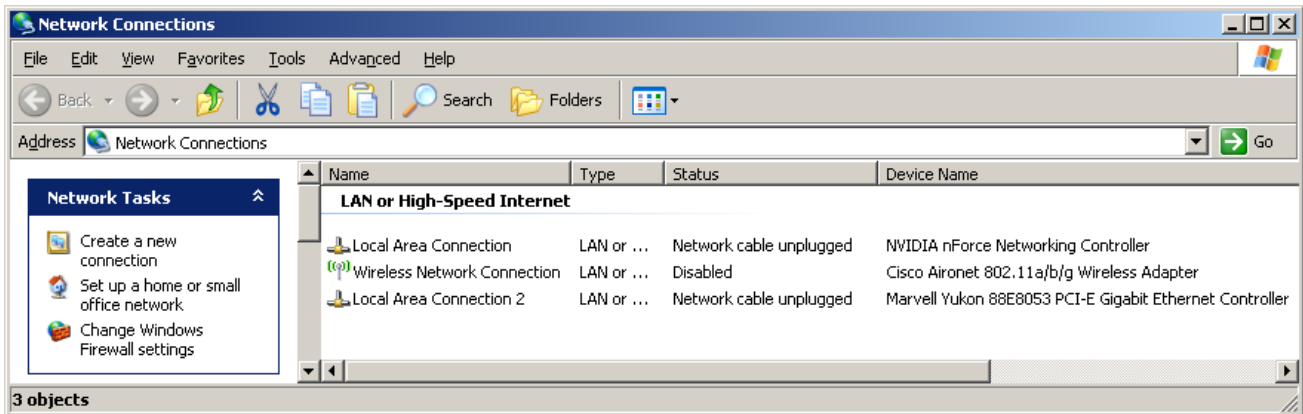 Network Connections
File Edit View Favorites Tools Advanced Help
Back Search Folders
Address Network Connections Go
Network Tasks
Create a new
connection
Set up a home or small
office network
Change Windows
Firewall settings
Name Type Status Device Name
LAN or High-Speed Internet
Local Area Connection LAN or ... Network cable unplugged NVIDIA nForce Networking Controller
Wireless Network Connection LAN or ... Disabled Cisco Aironet 802.11a/b/g Wireless Adapter
Local Area Connection 2 LAN or ... Network cable unplugged Marvell Yukon 88E8053 PCI-E Gigabit Ethernet Controller
3 objects